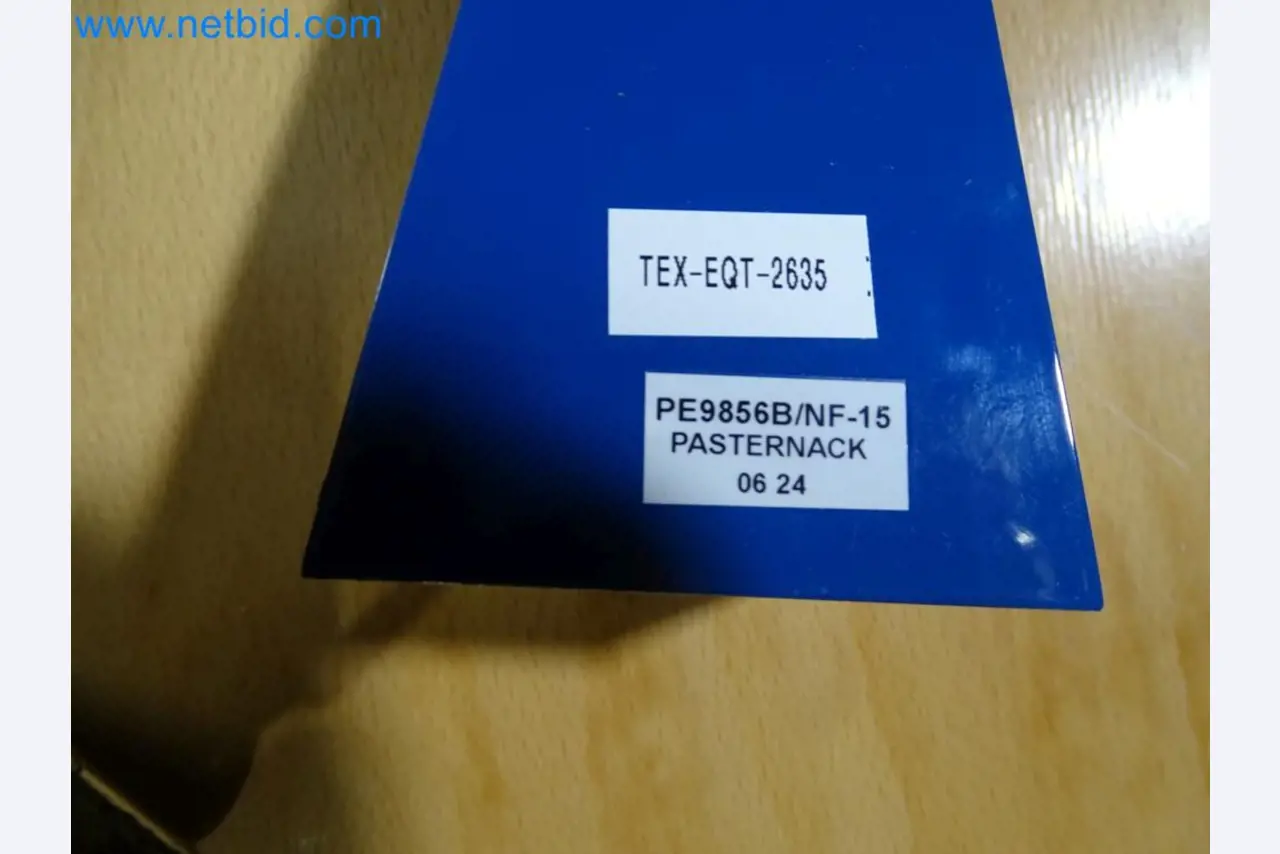 www.netbid.com
TEX-EQT-2635
PE9856B/NF-15
PASTERNACK
06 24